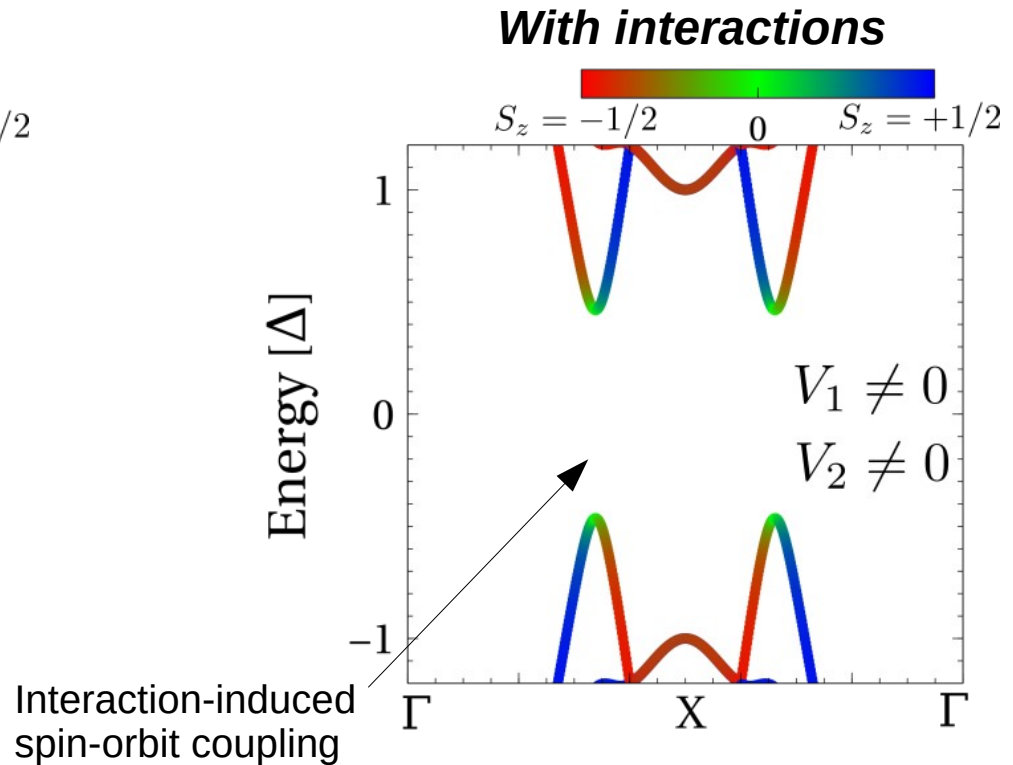 With interactions
/2
S_z = −1/2
0
S_z = +1/2
1
0
−1
Energy [Δ]
V_1 ≠ 0
V_2 ≠ 0
Interaction-induced
spin-orbit coupling
Γ
X
Γ